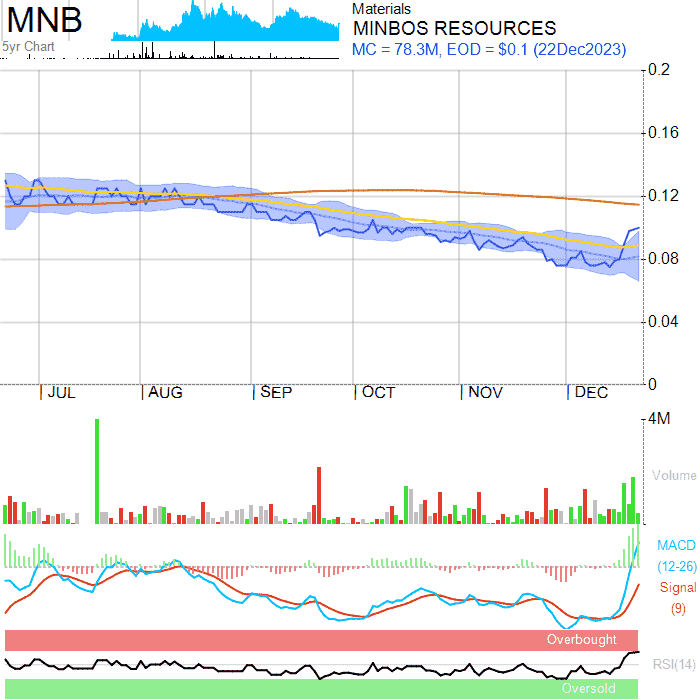 MNB
5yr Chart
Materials
MINBOS RESOURCES
MC = 78.3M, EOD = $0.1 (22Dec2023)
0.2
0.16
0.12
0.08
0.04
0
| JUL | AUG | SEP | OCT | NOV | DEC
4M
Volume
MACD
(12-26)
Signal
(9)
Overbought
RSI(14)
Oversold